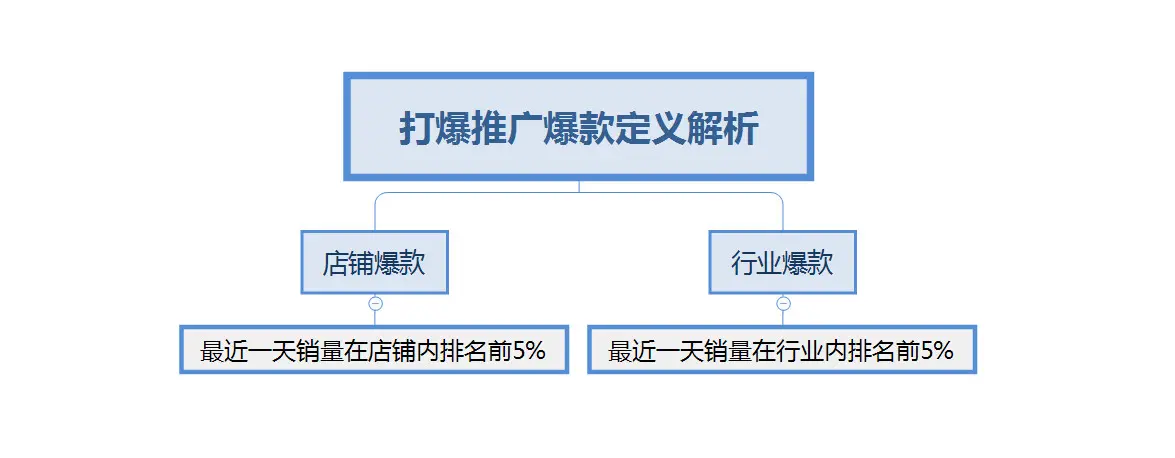 打爆推广爆款定义解析
店铺爆款
行业爆款
最近一天销量在店铺内排名前5%
最近一天销量在行业内排名前5%